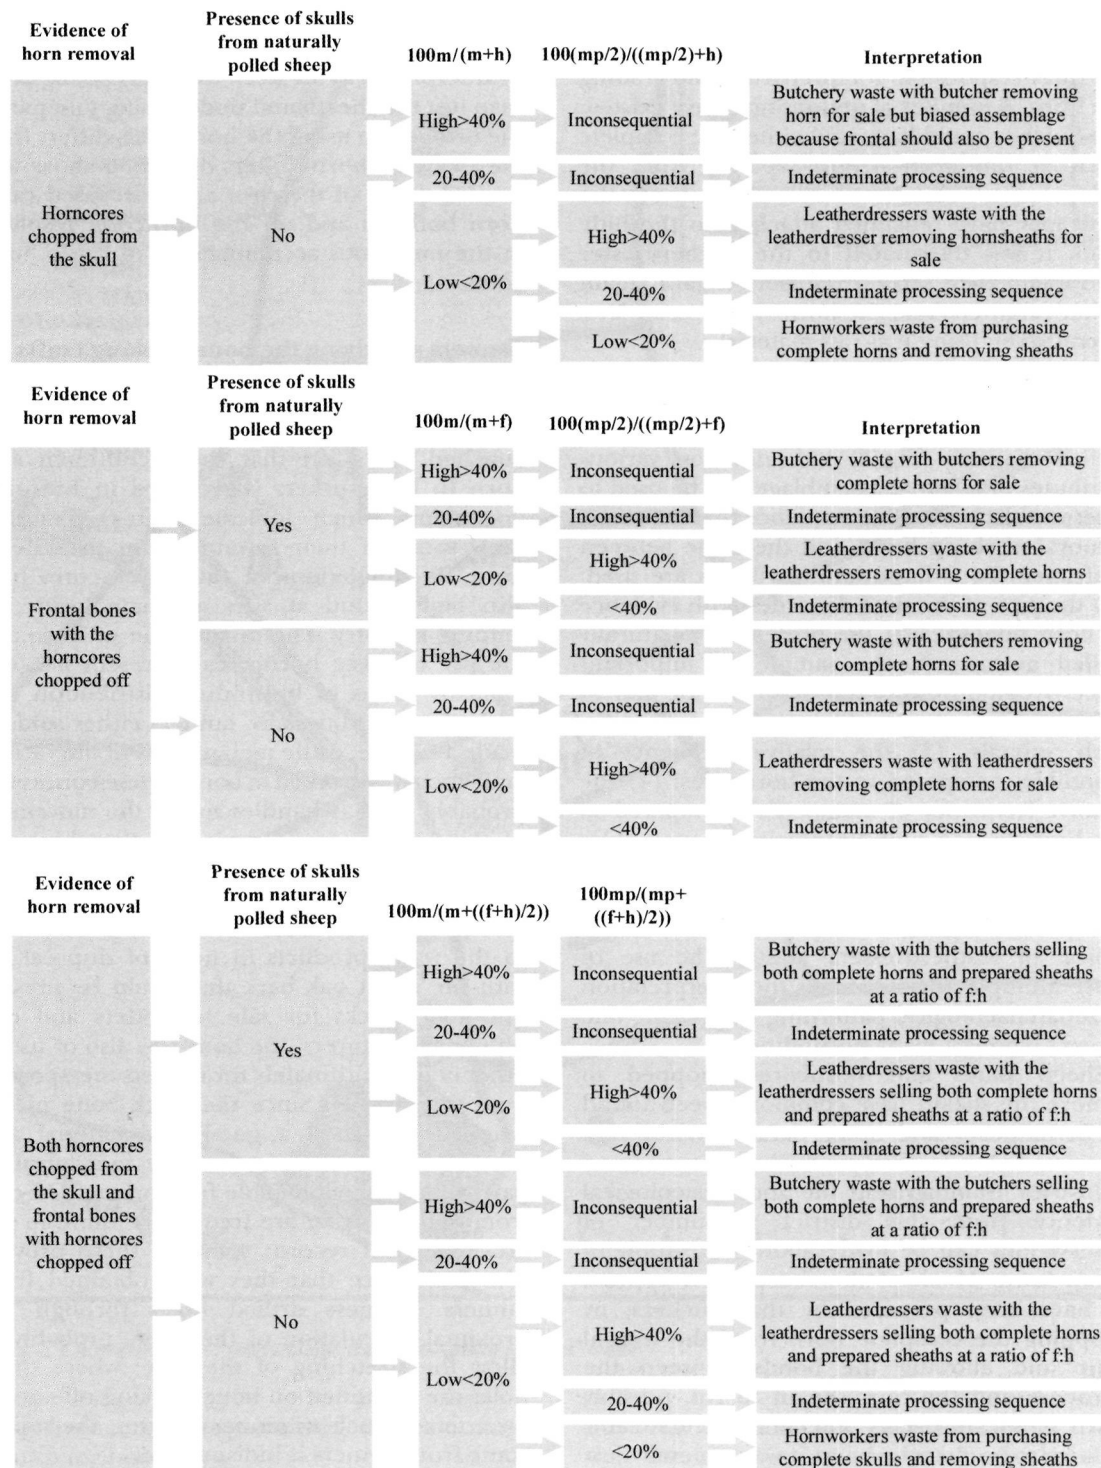 Evidence of
horn removal
Presence of skulls
from naturally
polled sheep
100m/(m+h)
100(mp/2)/((mp/2)+h)
Interpretation
Horncores
chopped from
the skull
No
High>40%
Inconsequential
Butchery waste with butcher removing
horn for sale but biased assemblage
because frontal should also be present
20-40%
Inconsequential
Indeterminate processing sequence
Low<20%
High>40%
Leatherdressers waste with the
leatherdresser removing hornsheaths for
sale
20-40%
Indeterminate processing sequence
Low<20%
Hornworkers waste from purchasing
complete horns and removing sheaths
Evidence of
horn removal
Presence of skulls
from naturally
polled sheep
100m/(m+f)
100(mp/2)/((mp/2)+f)
Interpretation
Frontal bones
with the
horncores
chopped off
Yes
High>40%
Inconsequential
Butchery waste with butchers removing
complete horns for sale
20-40%
Inconsequential
Indeterminate processing sequence
Low<20%
High>40%
Leatherdressers waste with the
leatherdressers removing complete horns
<40%
Indeterminate processing sequence
No
High>40%
Inconsequential
Butchery waste with butchers removing
complete horns for sale
20-40%
Inconsequential
Indeterminate processing sequence
Low<20%
High>40%
Leatherdressers waste with leatherdressers
removing complete horns for sale
<40%
Indeterminate processing sequence
Evidence of
horn removal
Presence of skulls
from naturally
polled sheep
100m/(m+((f+h)/2))
100mp/(mp+
((f+h)/2))
Interpretation
Both horncores
chopped from
the skull and
frontal bones
with horncores
chopped off
Yes
High>40%
Inconsequential
Butchery waste with the butchers selling
both complete horns and prepared sheaths
at a ratio of f:h
20-40%
Inconsequential
Indeterminate processing sequence
Low<20%
High>40%
Leatherdressers waste with the
leatherdressers selling both complete horns
and prepared sheaths at a ratio of f:h
<40%
Indeterminate processing sequence
No
High>40%
Inconsequential
Butchery waste with the butchers selling
both complete horns and prepared sheaths
at a ratio of f:h
20-40%
Inconsequential
Indeterminate processing sequence
Low<20%
High>40%
Leatherdressers waste with the
leatherdressers selling both complete horns
and prepared sheaths at a ratio of f:h
20-40%
Indeterminate processing sequence
<20%
Hornworkers waste from purchasing
complete skulls and removing sheaths